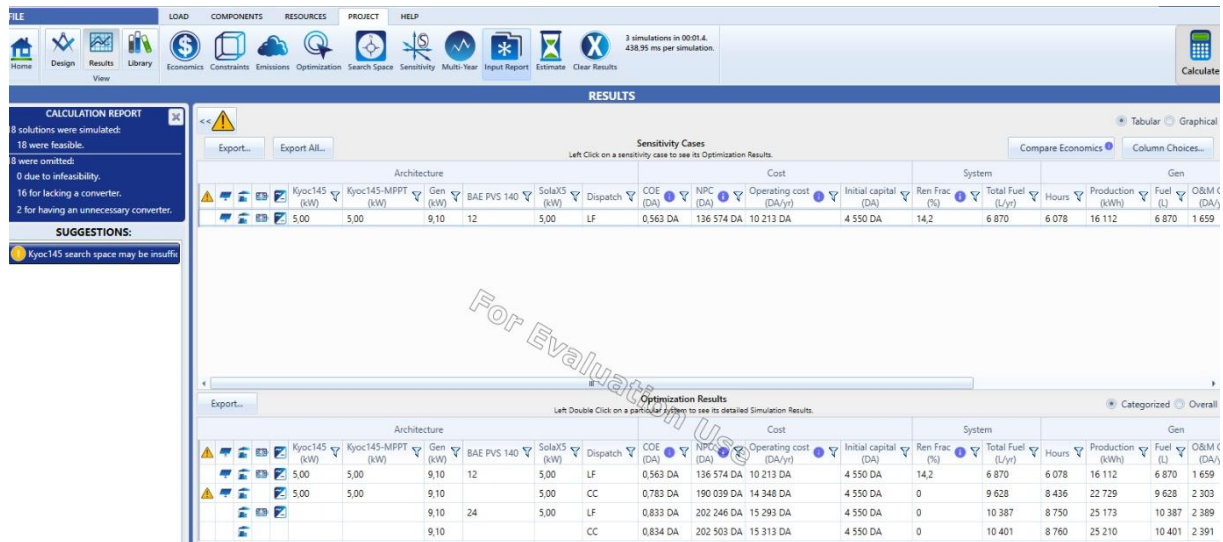 FILE LOAD COMPONENTS RESOURCES PROJECT HELP
Home Design Results Library Economics Constraints Emissions Optimization Search Space Sensitivity Multi-Year Input Report Estimate Clear Results
3 simulations in 00:01.4.
438,95 ms per simulation.
Calculate
View
RESULTS
CALCULATION REPORT
18 solutions were simulated:
18 were feasible.
18 were omitted:
0 due to infeasibility.
16 for lacking a converter.
2 for having an unnecessary converter.
SUGGESTIONS:
Kyoc145 search space may be insuffic
<<
Tabular Graphical
Export... Export All...
Sensitivity Cases
Left Click on a sensitivity case to see its Optimization Results.
Compare Economics Column Choices...
Architecture Cost System Gen
Kyoc145 (kW) Kyoc145-MPPT (kW) Gen (kW) BAE PVS 140 SolaX5 (kW) Dispatch COE (DA) NPC (DA) Operating cost (DA/yr) Initial capital (DA) Ren Frac (%) Total Fuel (L/yr) Hours Production (kWh) Fuel (L) O&M (DA/y
5,00 5,00 9,10 12 5,00 LF 0,563 DA 136 574 DA 10 213 DA 4 550 DA 14,2 6 870 6 078 16 112 6 870 1 659
For Evaluation Use
Export...
Optimization Results
Left Double Click on a particular system to see its detailed Simulation Results.
Categorized Overall
Architecture Cost System Gen
Kyoc145 (kW) Kyoc145-MPPT (kW) Gen (kW) BAE PVS 140 SolaX5 (kW) Dispatch COE (DA) NPC (DA) Operating cost (DA/yr) Initial capital (DA) Ren Frac (%) Total Fuel (L/yr) Hours Production (kWh) Fuel (L) O&M C (DA/y
5,00 5,00 9,10 12 5,00 LF 0,563 DA 136 574 DA 10 213 DA 4 550 DA 14,2 6 870 6 078 16 112 6 870 1 659
5,00 5,00 9,10 5,00 CC 0,783 DA 190 039 DA 14 348 DA 4 550 DA 0 9 628 8 436 22 729 9 628 2 303
9,10 24 5,00 LF 0,833 DA 202 246 DA 15 293 DA 4 550 DA 0 10 387 8 750 25 173 10 387 2 389
9,10 CC 0,834 DA 202 503 DA 15 313 DA 4 550 DA 0 10 401 8 760 25 210 10 401 2 391